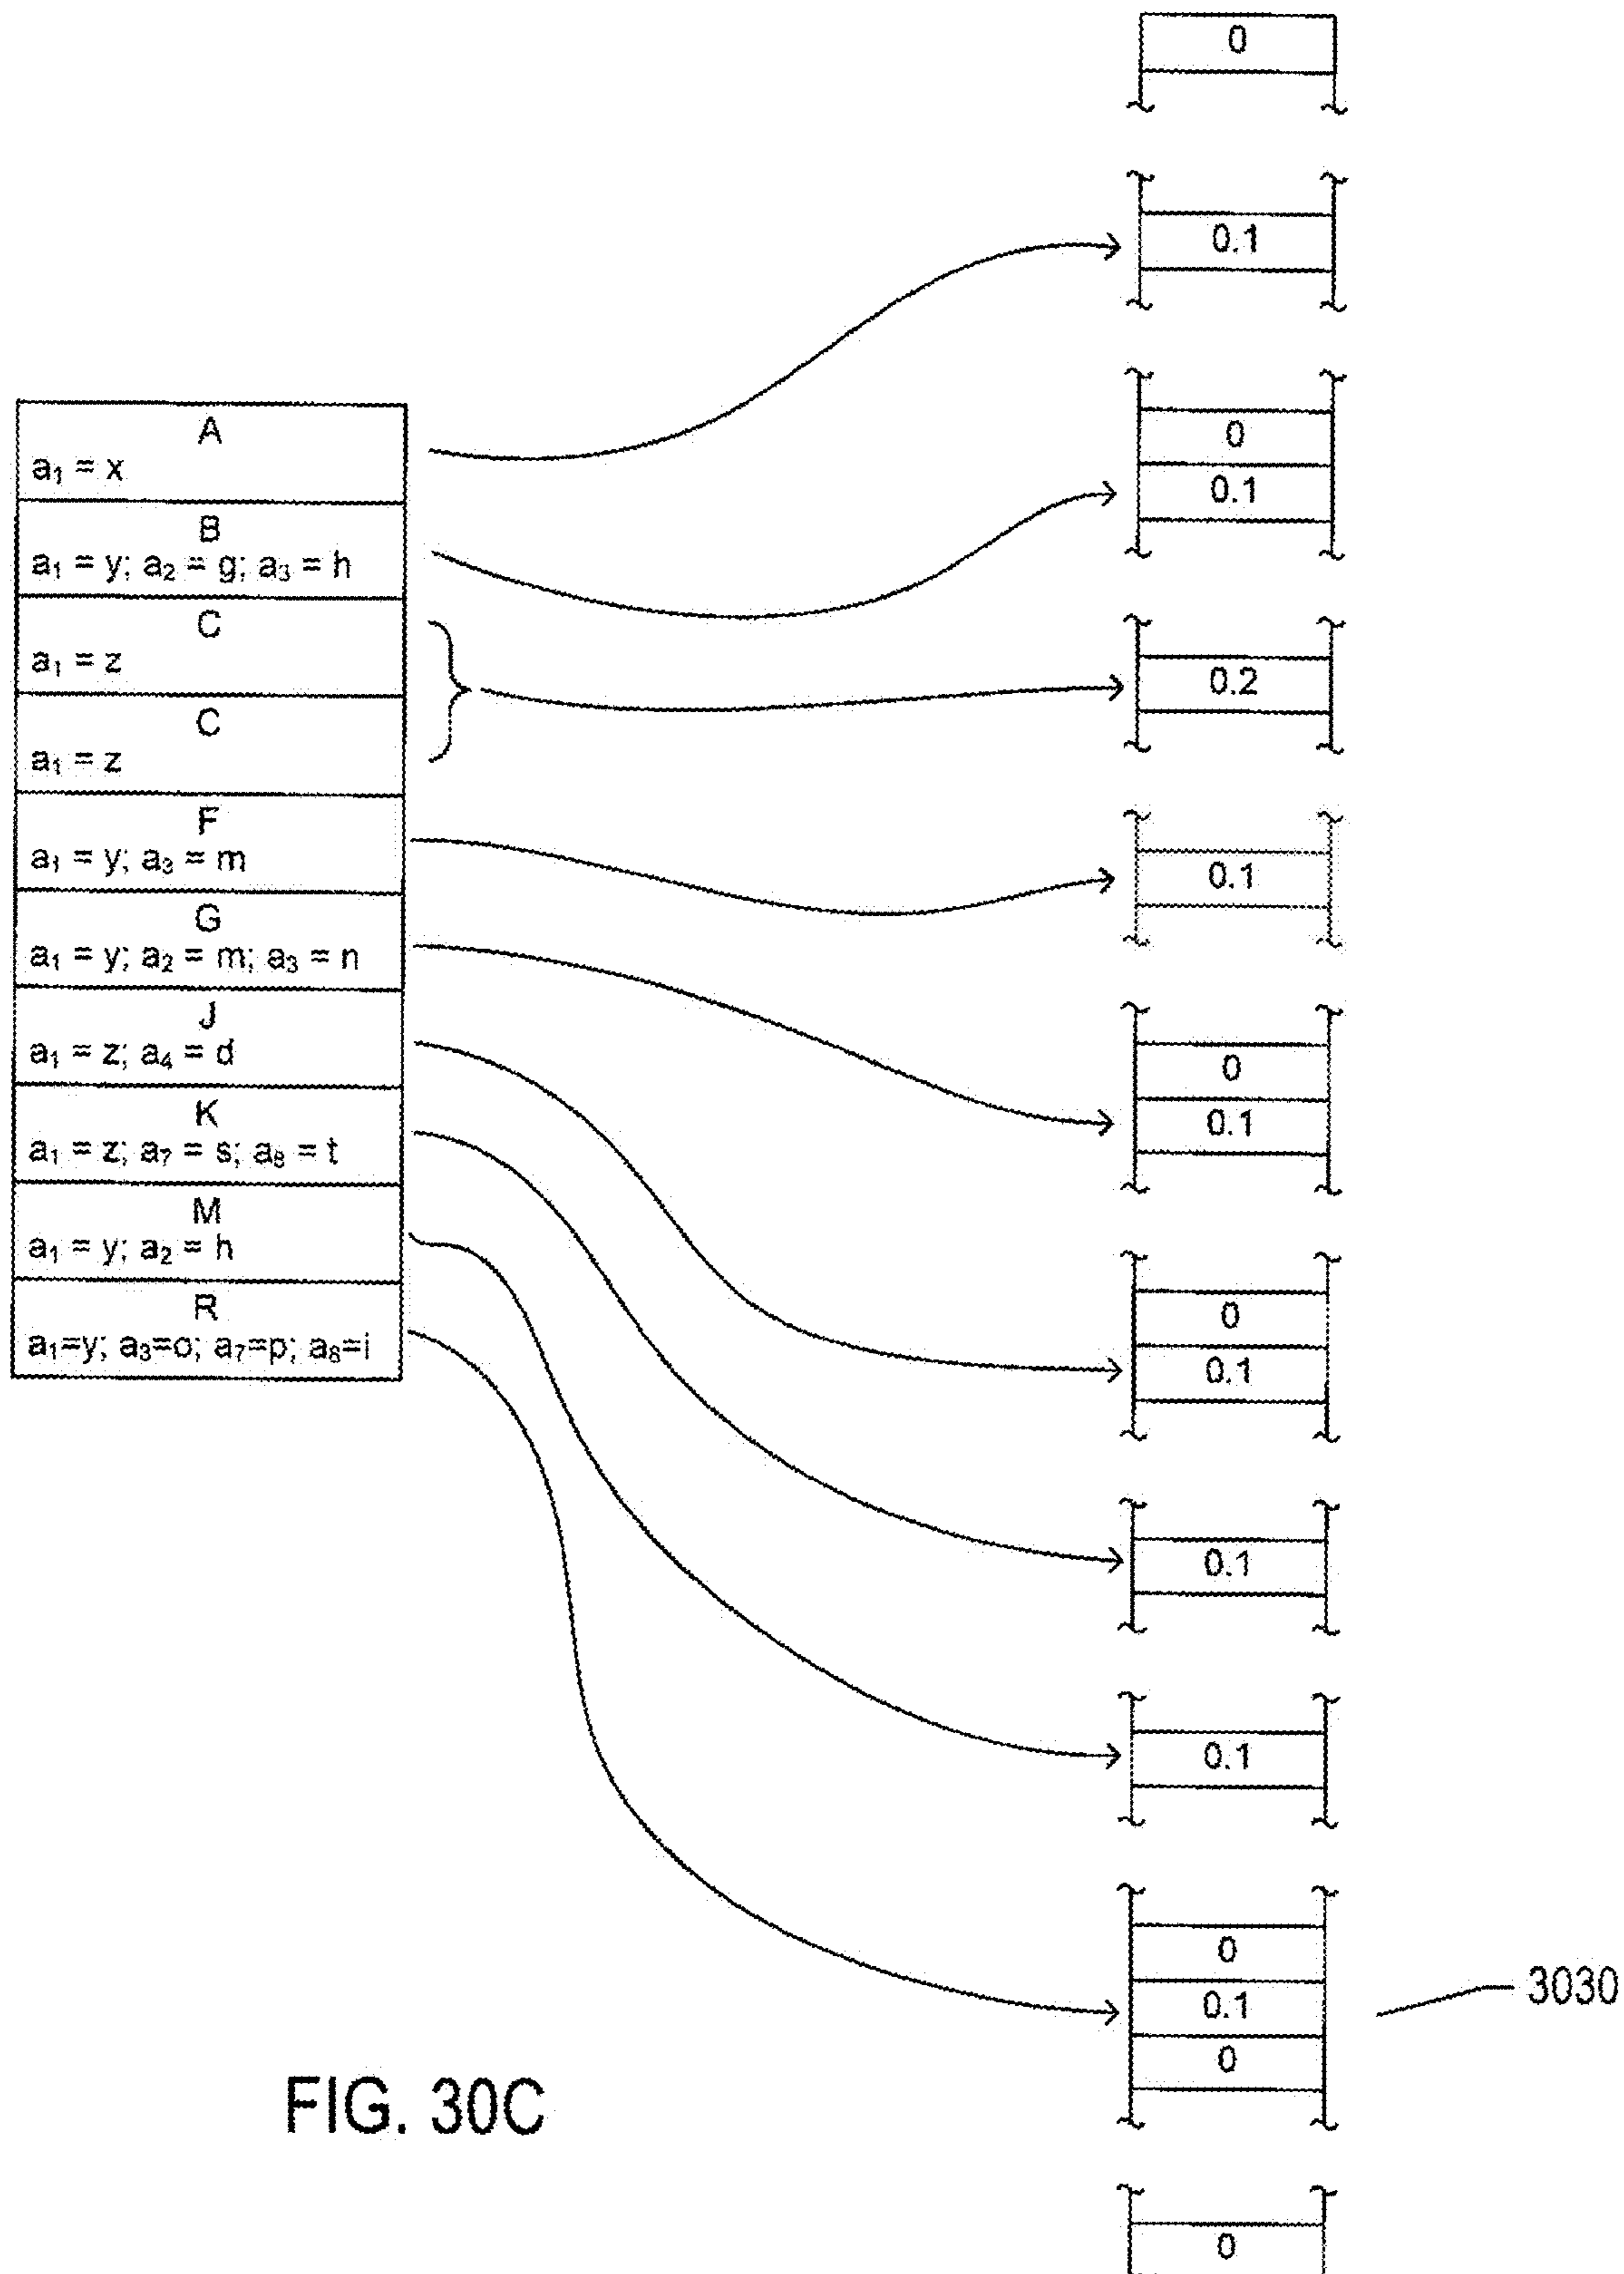 A
a₁ = x
B
a₁ = y; a₂ = g; a₃ = h
C
a₁ = z
C
a₁ = z
F
a₁ = y; a₃ = m
G
a₁ = y; a₂ = m; a₃ = n
J
a₁ = z; a₄ = d
K
a₁ = z; a₇ = s; a₈ = t
M
a₁ = y; a₂ = h
R
a₁=y; a₃=o; a₇=p; a₈=i
0
0.1
0
0.1
0.2
0.1
0
0.1
0
0.1
0.1
0.1
0
0.1
0
0
3030
FIG. 30C